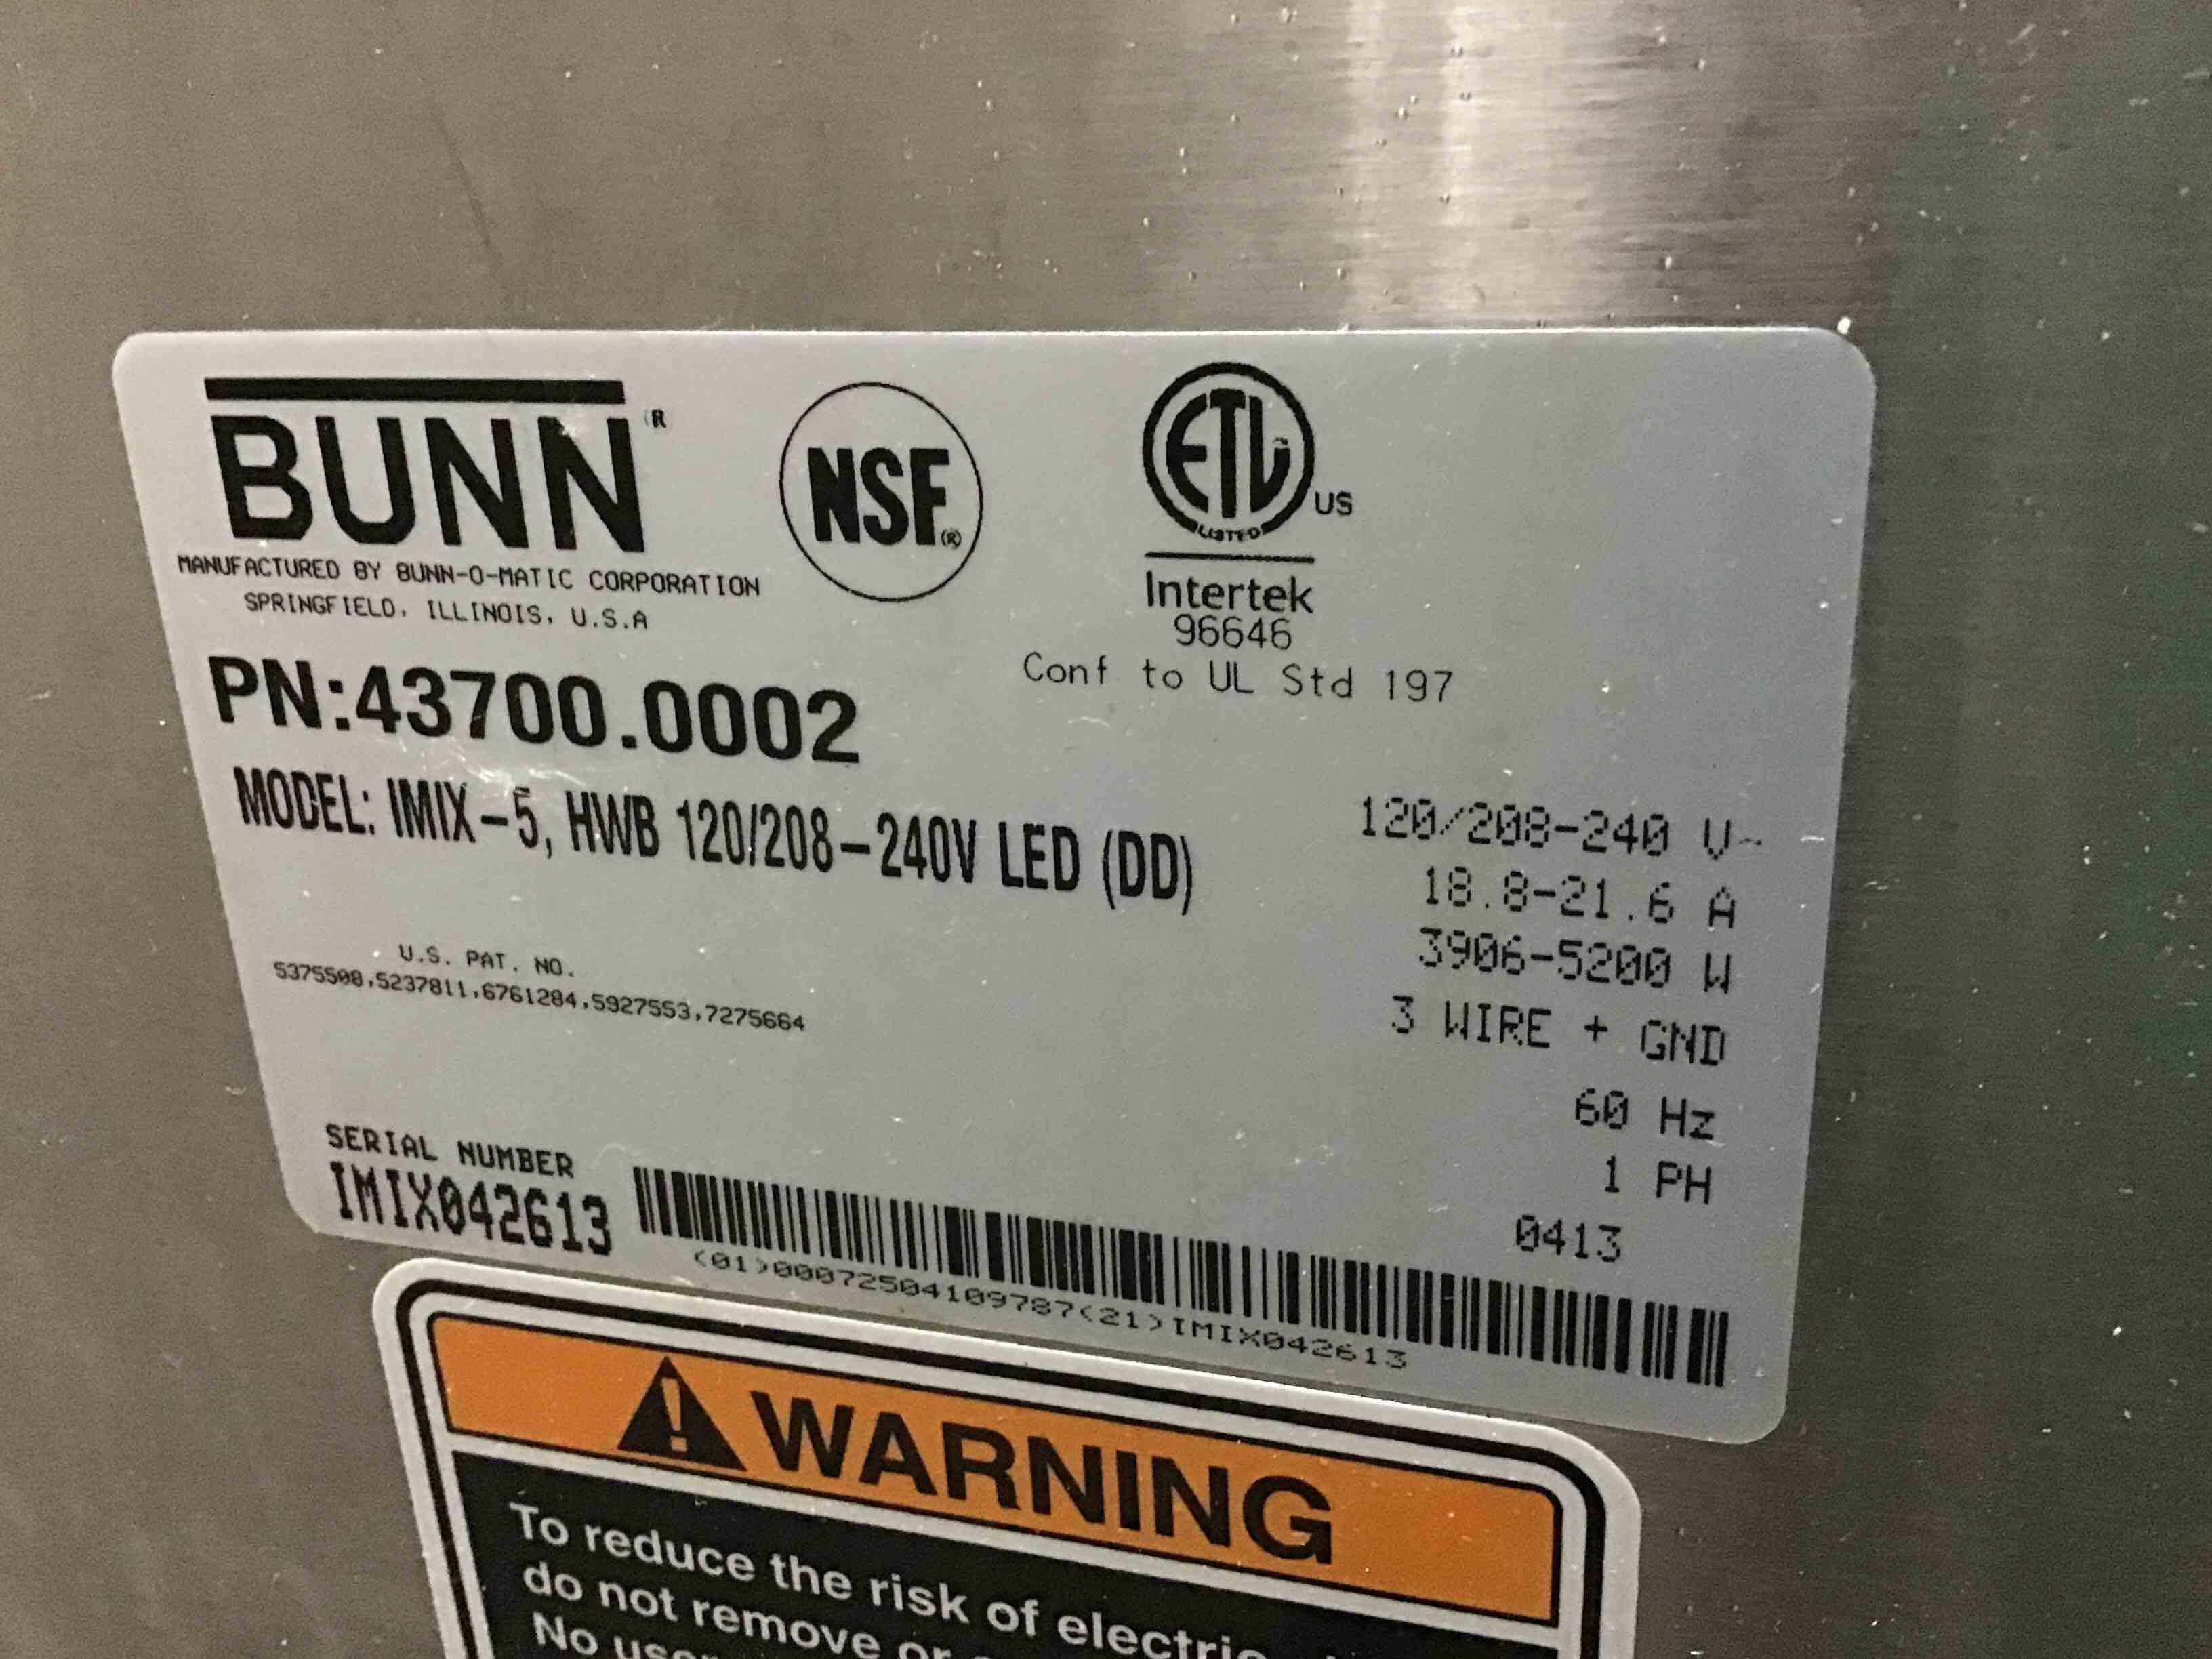 BUNN®
NSF®
ETL US
LISTED
Intertek
96646
Conf to UL Std 197
MANUFACTURED BY BUNN-O-MATIC CORPORATION
SPRINGFIELD, ILLINOIS, U.S.A
PN:43700.0002
MODEL: IMIX-5, HWB 120/208-240V LED (DD)
120/208-240 V~
18.8-21.6 A
3906-5200 W
3 WIRE + GND
60 Hz
1 PH
0413
U.S. PAT. NO.
5375508,5237811,6761284,5927553,7275664
SERIAL NUMBER
IMIX042613
(01)00072504109787(21)IMIX042613
WARNING
To reduce the risk of electric
do not remove or
No user